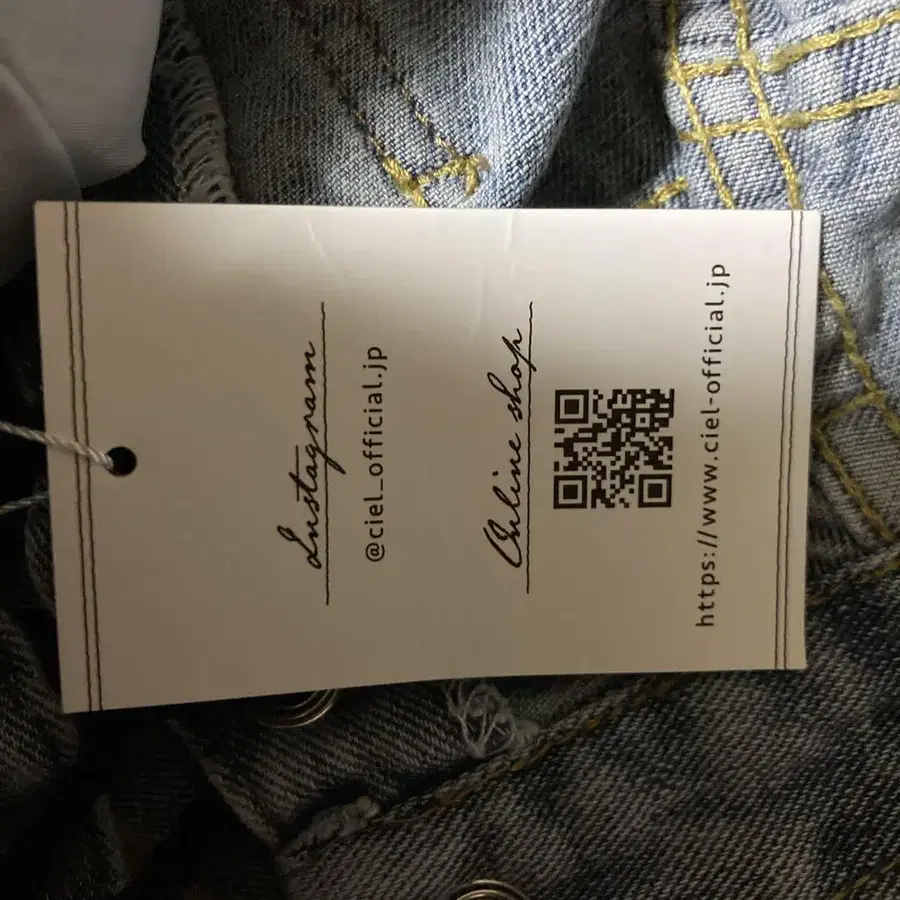 Instagram
@ciel_official.jp
Online shop
https://www.ciel-official.jp